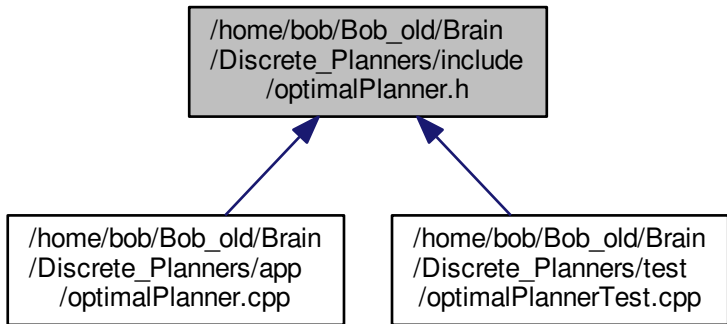 /home/bob/Bob_old/Brain
/Discrete_Planners/include
/optimalPlanner.h
/home/bob/Bob_old/Brain
/Discrete_Planners/app
/optimalPlanner.cpp
/home/bob/Bob_old/Brain
/Discrete_Planners/test
/optimalPlannerTest.cpp